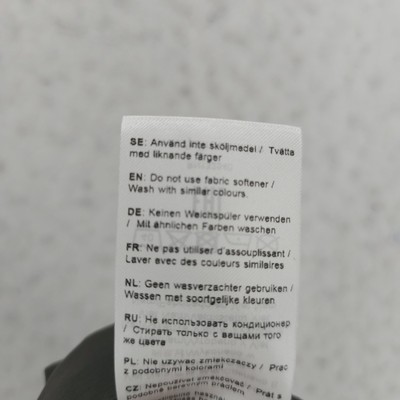 SE: Använd inte sköljmedel / Tvätta
med liknande färger
EN: Do not use fabric softener /
Wash with similar colours.
DE: Keinen Weichspüler verwenden
/ Mit ähnlichen Farben waschen
FR: Ne pas utiliser d'assouplissant /
Laver avec des couleurs similaires
NL: Geen wasverzachter gebruiken /
Wassen met soortgelijke kleuren
RU: Не использовать кондиционер
/ Стирать только с вещами того
же цвета
PL: Nie używać zmiękczaczy / Prać
z podobnymi kolorami
CZ: Nepoužívat změkčovač / Prát s